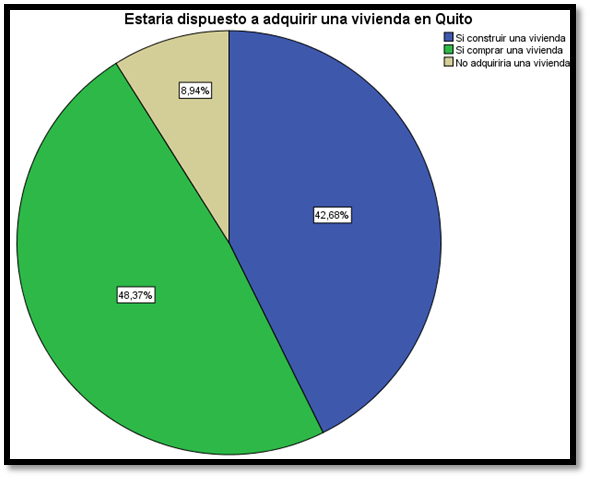 Estaria dispuesto a adquirir una vivienda en Quito
Si construir una vivienda
Si comprar una vivienda
No adquiriria una vivienda
8,94%
42,68%
48,37%